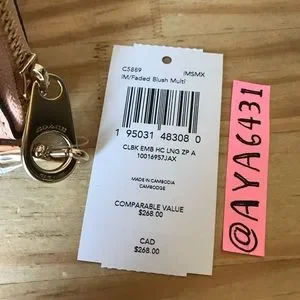 C5889 IMSMX
IM/Faded Blush Multi
1 95031 48308 0
CLBK EMB HC LNG ZP A
10016957JAX
MADE IN CAMBODIA
CAMBODGE
COMPARABLE VALUE
$268.00
CAD
$268.00
COACH
@AYA6431